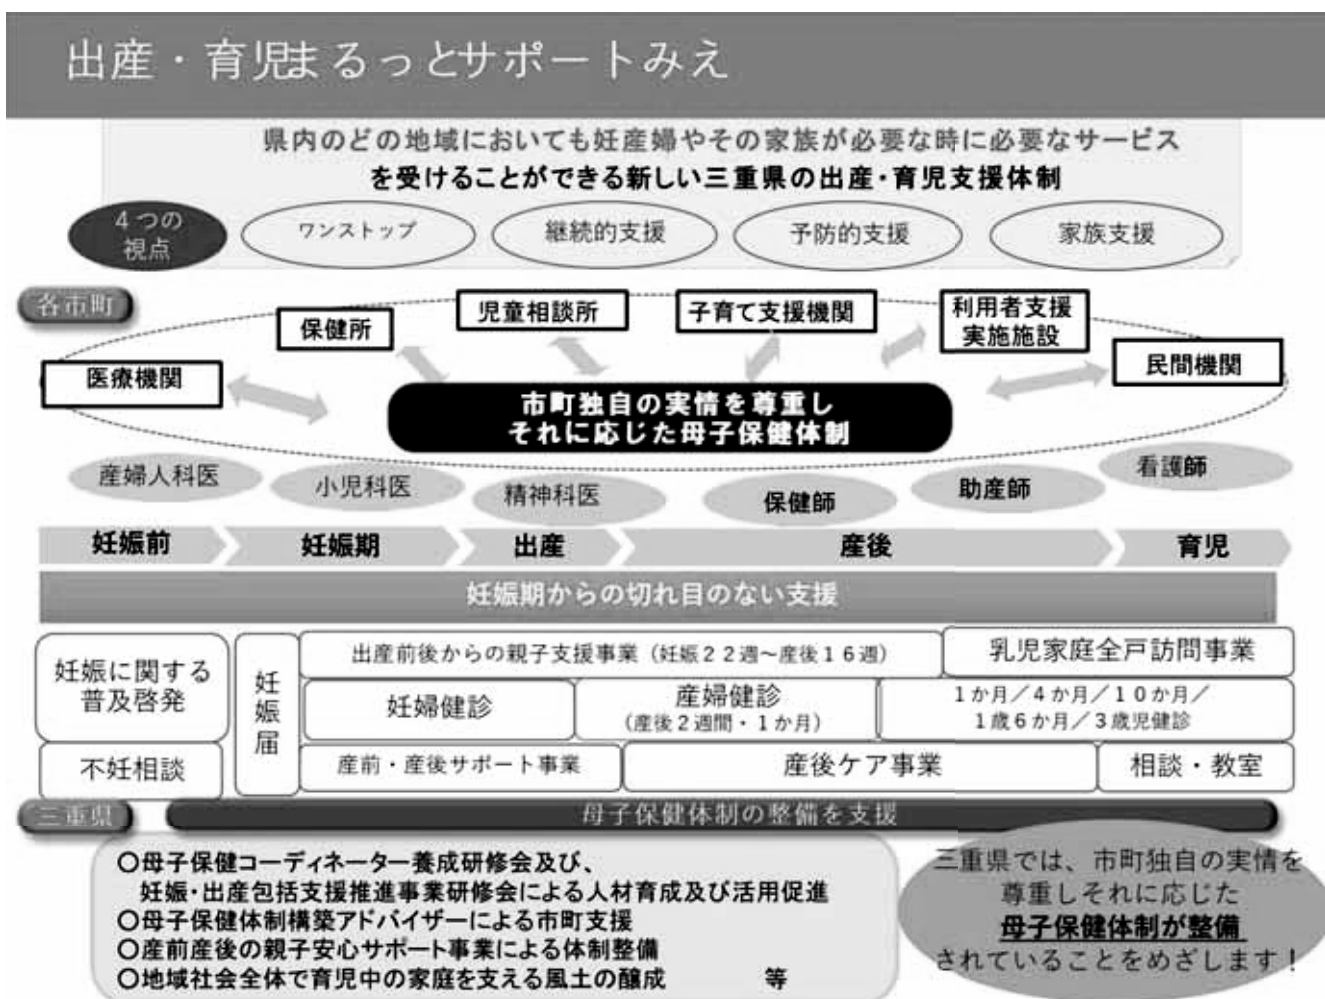 出産・育児まるっとサポートみえ
県内のどの地域においても妊産婦やその家族が必要な時に必要なサービス
を受けることができる新しい三重県の出産・育児支援体制
4つの
視点
ワンストップ
継続的支援
予防的支援
家族支援
各市町
医療機関
保健所
児童相談所
子育て支援機関
利用者支援
実施施設
民間機関
市町独自の実情を尊重し
それに応じた母子保健体制
産婦人科医
小児科医
精神科医
保健師
助産師
看護師
妊娠前
妊娠期
出産
産後
育児
妊娠期からの切れ目のない支援
妊娠に関する
普及啓発
不妊相談
妊娠届
出産前後からの親子支援事業(妊娠22週~産後16週)
乳児家庭全戸訪問事業
妊婦健診
産婦健診
(産後2週間・1か月)
1か月/4か月/10か月/
1歳6か月/3歳児健診
産前・産後サポート事業
産後ケア事業
相談・教室
三重県
母子保健体制の整備を支援
○母子保健コーディネーター養成研修会及び、
妊娠・出産包括支援推進事業研修会による人材育成及び活用促進
○母子保健体制構築アドバイザーによる市町支援
○産前産後の親子安心サポート事業による体制整備
○地域社会全体で育児中の家庭を支える風土の醸成 等
三重県では、市町独自の実情を
尊重しそれに応じた
母子保健体制が整備
されていることをめざします!